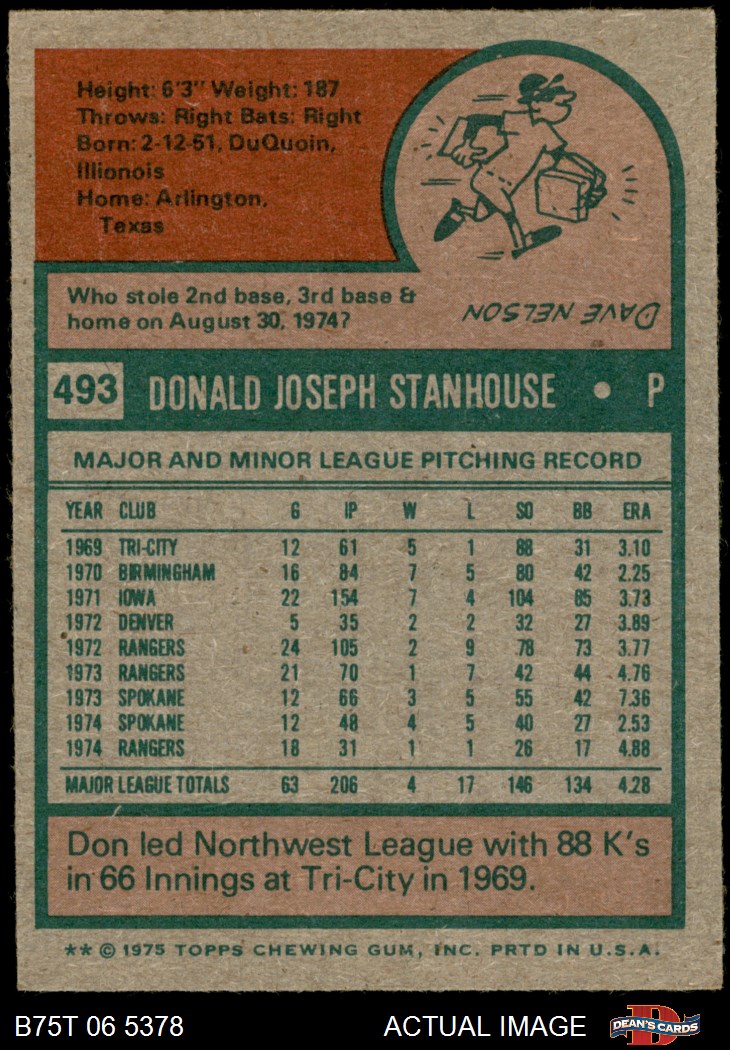 Height: 6'3" Weight: 187
Throws: Right Bats: Right
Born: 2-12-51, DuQuoin,
Illionois
Home: Arlington,
Texas
Who stole 2nd base, 3rd base &
home on August 30, 1974?
DAVE NELSON
493 DONALD JOSEPH STANHOUSE • P
MAJOR AND MINOR LEAGUE PITCHING RECORD
YEAR CLUB G IP W L SO BB ERA
1969 TRI-CITY 12 61 5 1 88 31 3.10
1970 BIRMINGHAM 16 84 7 5 80 42 2.25
1971 IOWA 22 154 7 4 104 85 3.73
1972 DENVER 5 35 2 2 32 27 3.89
1972 RANGERS 24 105 2 9 78 73 3.77
1973 RANGERS 21 70 1 7 42 44 4.76
1973 SPOKANE 12 66 3 5 55 42 7.36
1974 SPOKANE 12 48 4 5 40 27 2.53
1974 RANGERS 18 31 1 1 26 17 4.88
MAJOR LEAGUE TOTALS 63 206 4 17 146 134 4.28
Don led Northwest League with 88 K's
in 66 Innings at Tri-City in 1969.
** © 1975 TOPPS CHEWING GUM, INC. PRTD IN U.S.A.
B75T 06 5378 ACTUAL IMAGE DEAN'S CARDS